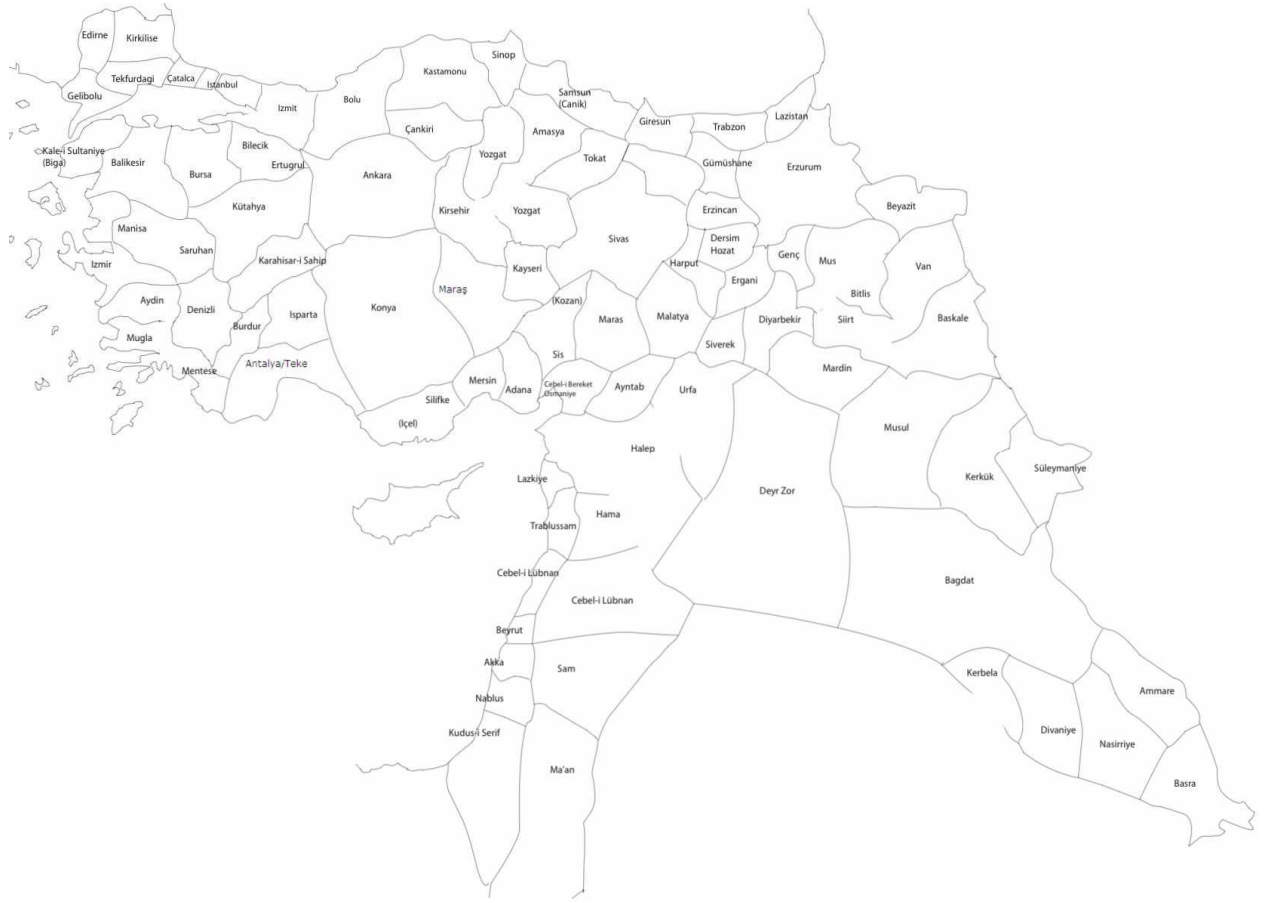 Edirne
Kirkilise
Tekfurdagi
Çatalca
Istanbul
Gelibolu
Izmit
Bolu
Kastamonu
Sinop
Samsun
(Canik)
Çankiri
Yozgat
Amasya
Tokat
Giresun
Trabzon
Lazistan
Gümüshane
Erzurum
Kale-i Sultaniye
(Biga)
Balikesir
Bursa
Bilecik
Ertugrul
Kütahya
Ankara
Kirsehir
Yozgat
Sivas
Erzincan
Beyazit
Manisa
Saruhan
Izmir
Karahisar-i Sahip
Kayseri
Harput
Dersim
Hozat
Genç
Mus
Van
Ergani
Bitlis
Aydin
Denizli
Burdur
Isparta
Konya
Maraş
(Kozan)
Maras
Malatya
Diyarbekir
Siirt
Baskale
Mugla
Mentese
Antalya/Teke
Sis
Siverek
Mardin
Mersin
Adana
Cebel-i Bereket
Osmaniye
Ayntab
Urfa
Silifke
(Içel)
Halep
Musul
Kerkük
Süleymaniye
Lazkiye
Deyr Zor
Hama
Trablussam
Cebel-i Lübnan
Cebel-i Lübnan
Bagdat
Beyrut
Akka
Sam
Kerbela
Nablus
Ammare
Kudus-i Serif
Divaniye
Nasirriye
Ma'an
Basra